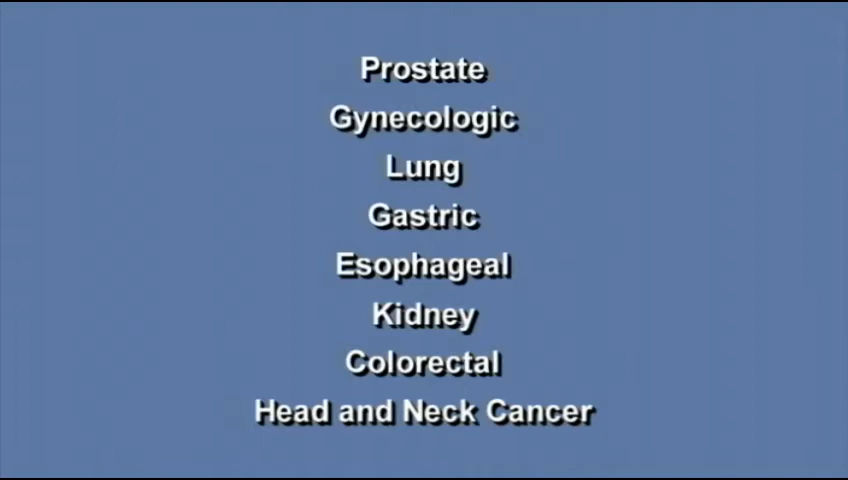 Prostate
Gynecologic
Lung
Gastric
Esophageal
Kidney
Colorectal
Head and Neck Cancer